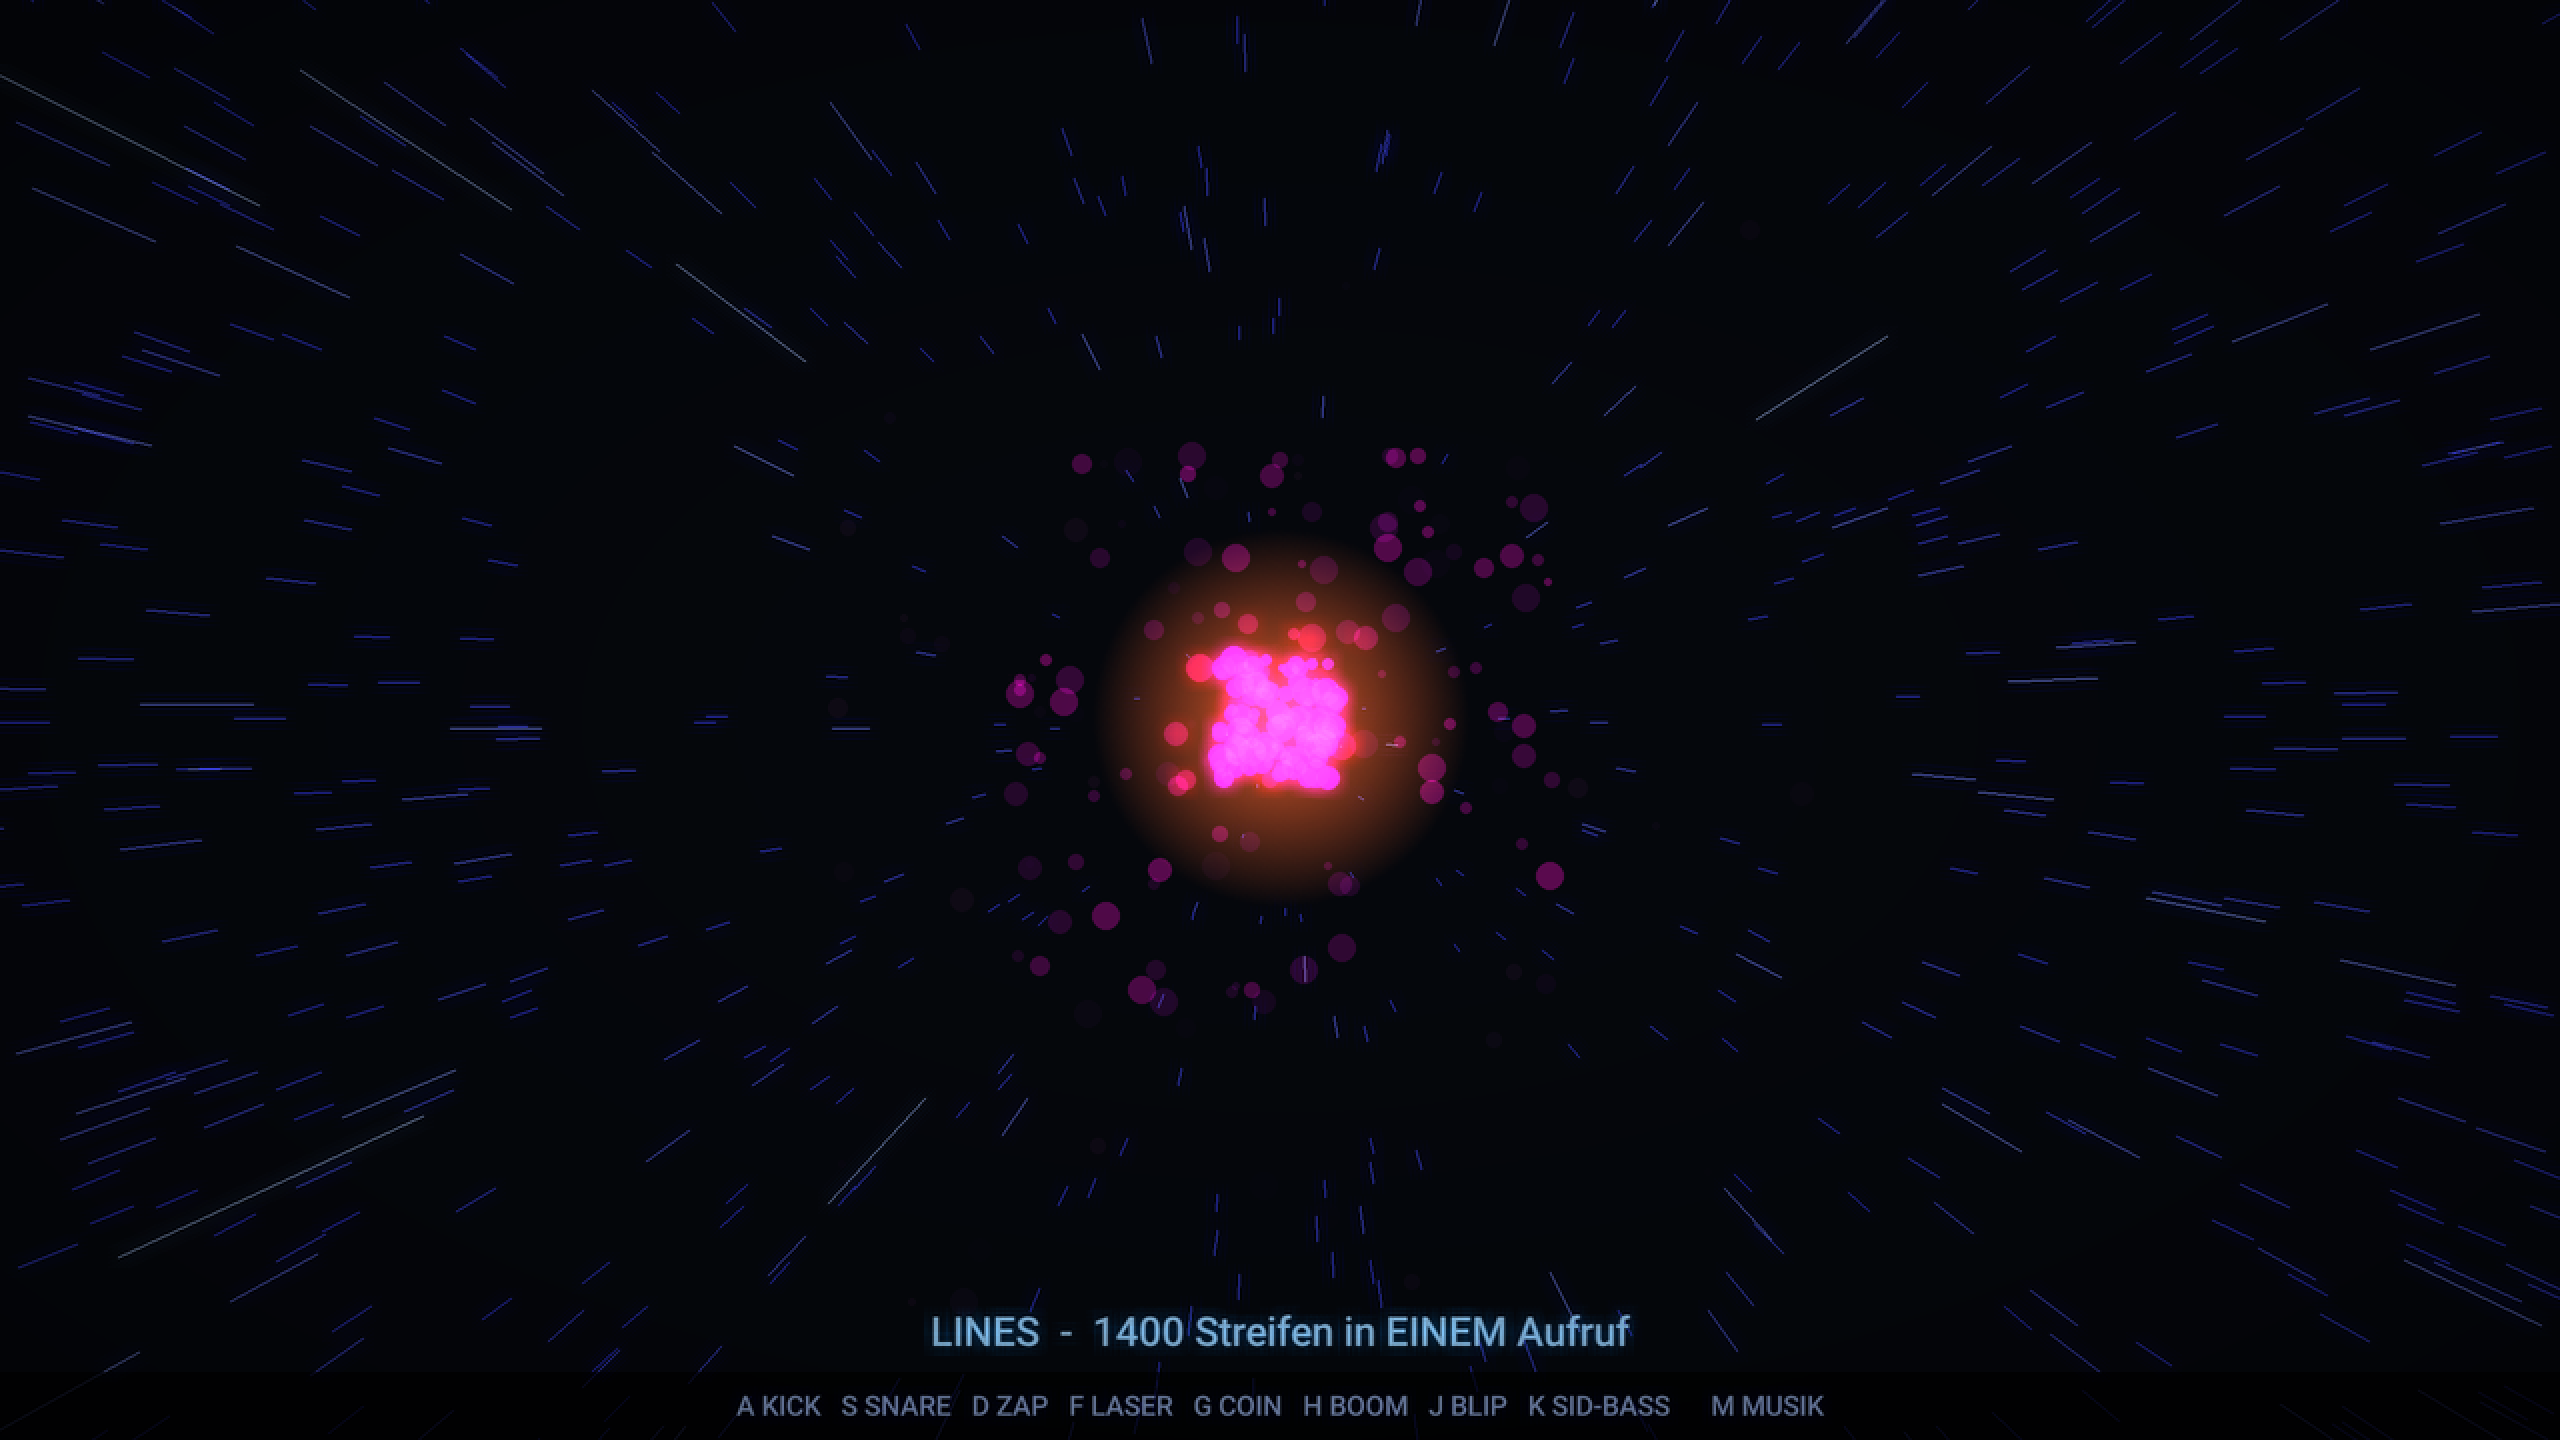 LINES - 1400 Streifen in EINEM Aufruf
A KICK S SNARE D ZAP F LASER G COIN H BOOM J BLIP K SID-BASS M MUSIK